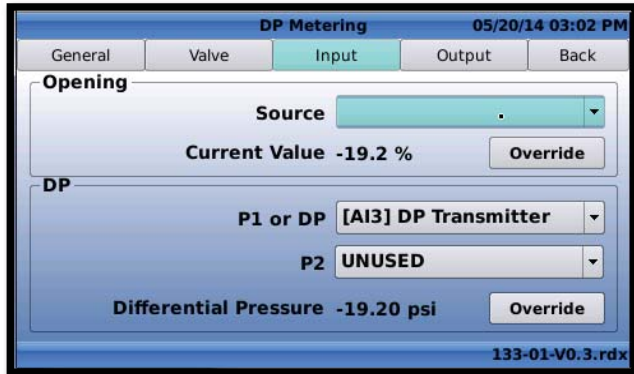 DP Metering 05/20/14 03:02 PM
General Valve Input Output Back
Opening
Source .
Current Value -19.2 % Override
DP
P1 or DP [AI3] DP Transmitter
P2 UNUSED
Differential Pressure -19.20 psi Override
133-01-V0.3.rdx